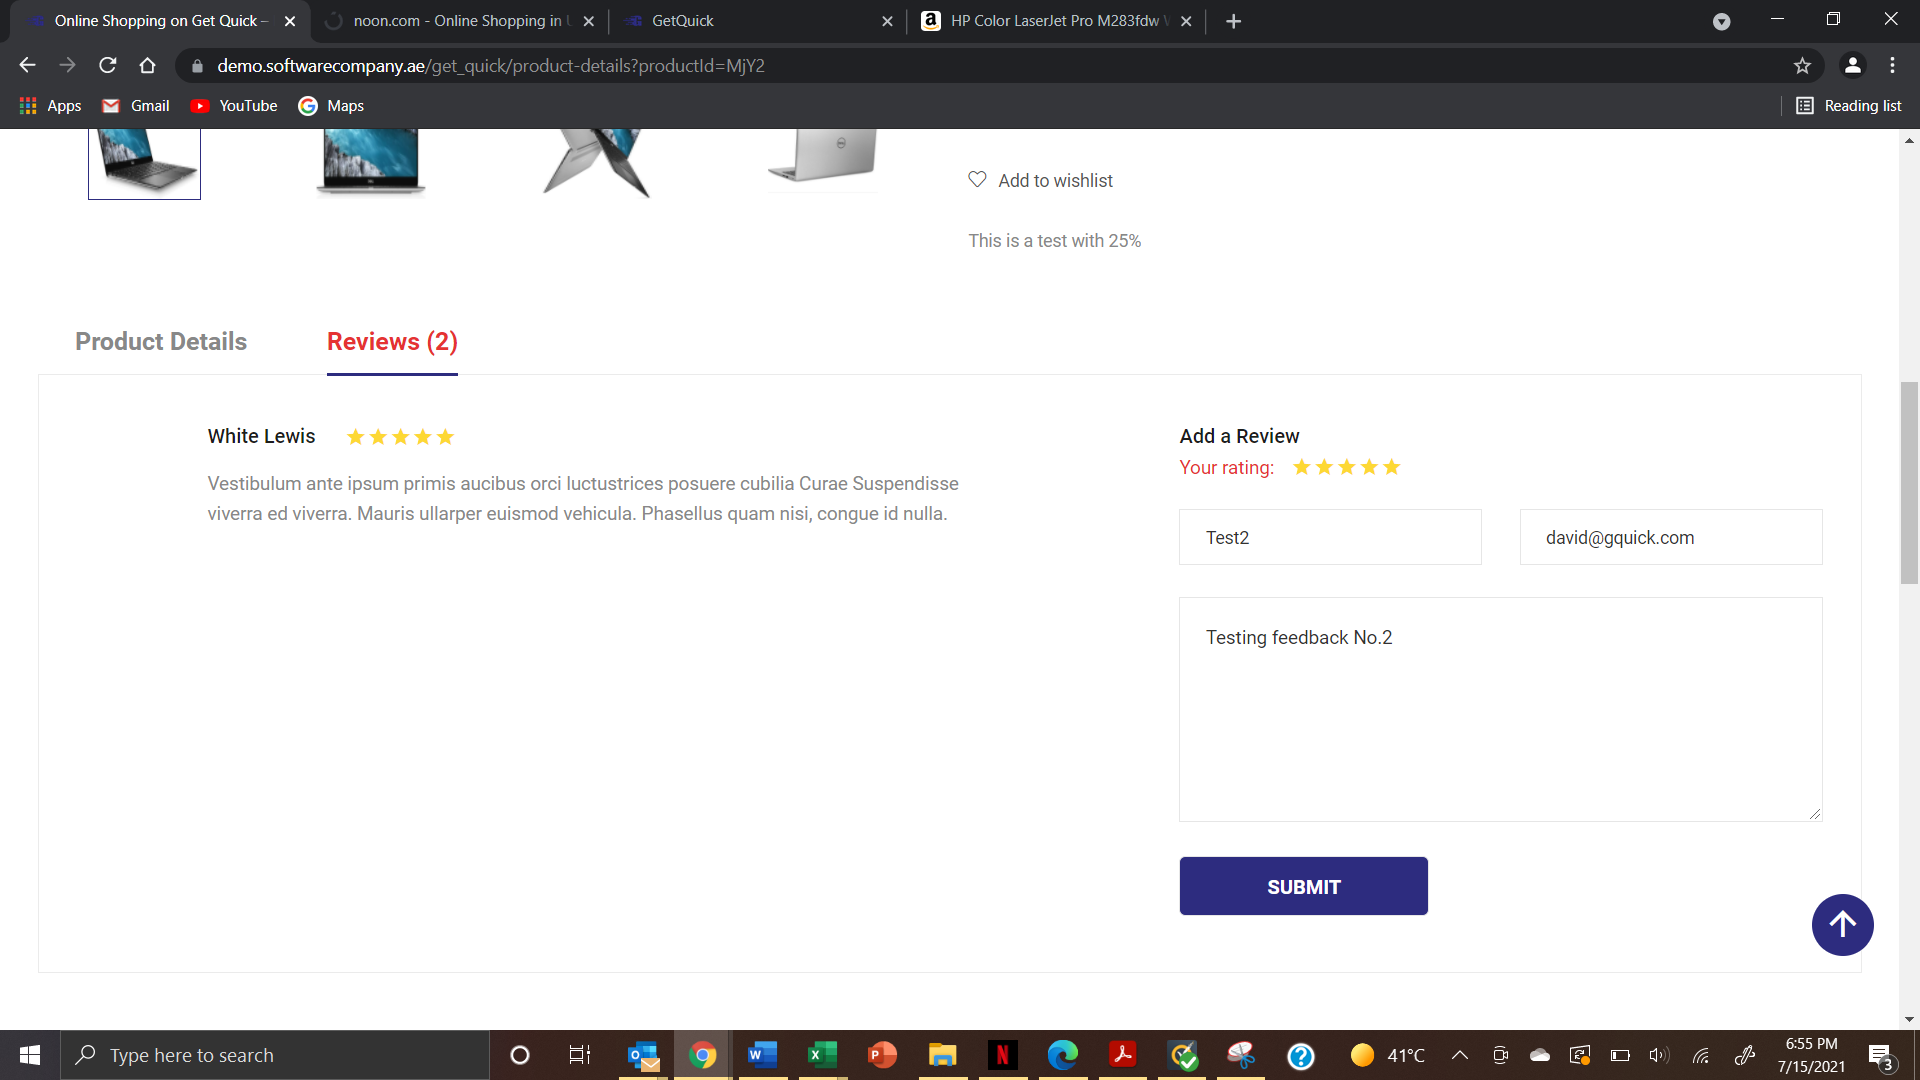 Online Shopping on Get Quick –
noon.com - Online Shopping in
GetQuick
HP Color LaserJet Pro M283fdw
demo.softwarecompany.ae/get_quick/product-details?productId=MjY2
Apps
Gmail
YouTube
Maps
Reading list
Add to wishlist
This is a test with 25%
Product Details
Reviews (2)
White Lewis
Vestibulum ante ipsum primis aucibus orci luctustrices posuere cubilia Curae Suspendisse
viverra ed viverra. Mauris ullarper euismod vehicula. Phasellus quam nisi, congue id nulla.
Add a Review
Your rating:
Test2
david@gquick.com
Testing feedback No.2
SUBMIT
Type here to search
41°C
6:55 PM
7/15/2021
3